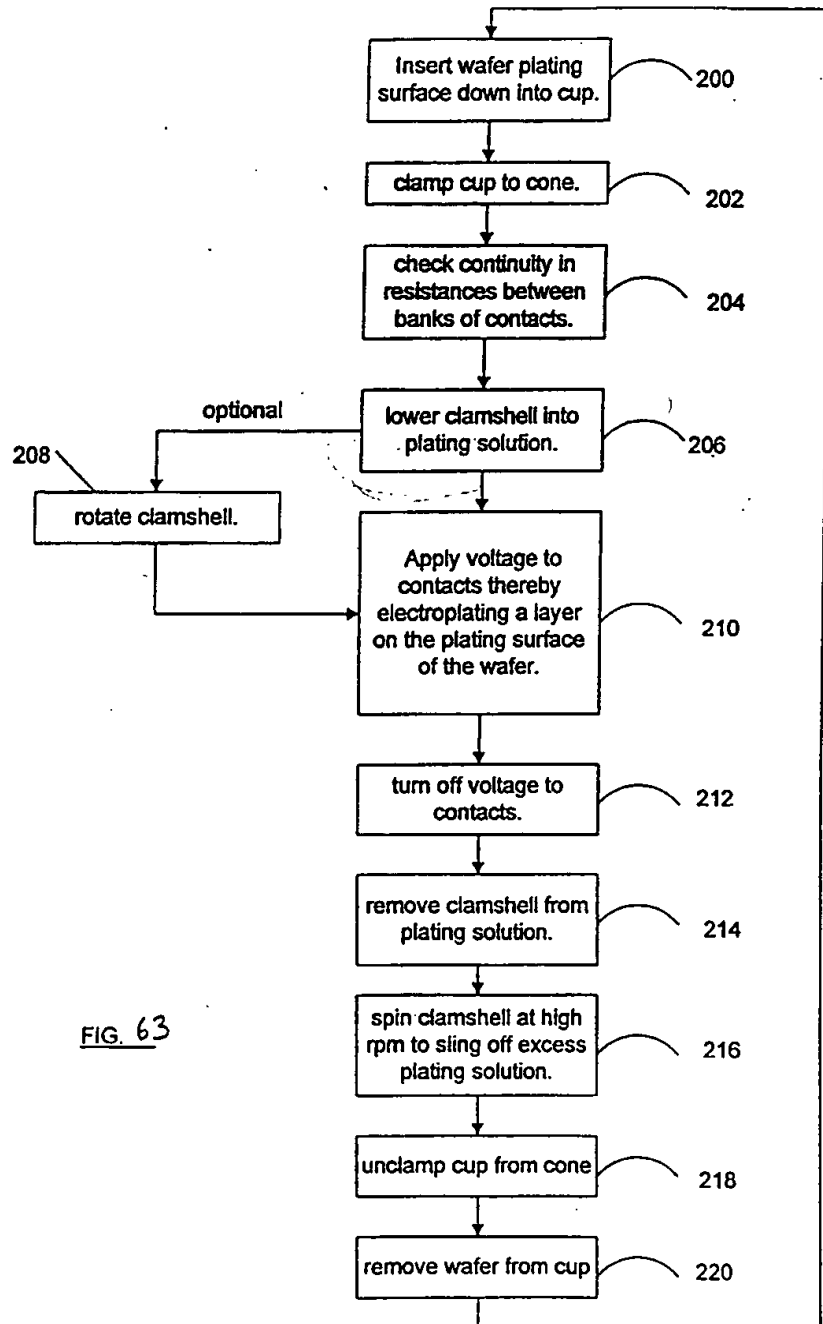 Insert wafer plating
surface down into cup.
200
clamp cup to cone.
202
check continuity in
resistances between
banks of contacts.
204
optional
lower clamshell into
plating solution.
206
208
rotate clamshell.
Apply voltage to
contacts thereby
electroplating a layer
on the plating surface
of the wafer.
210
turn off voltage to
contacts.
212
remove clamshell from
plating solution.
214
FIG. 63
spin clamshell at high
rpm to sling off excess
plating solution.
216
unclamp cup from cone
218
remove wafer from cup
220